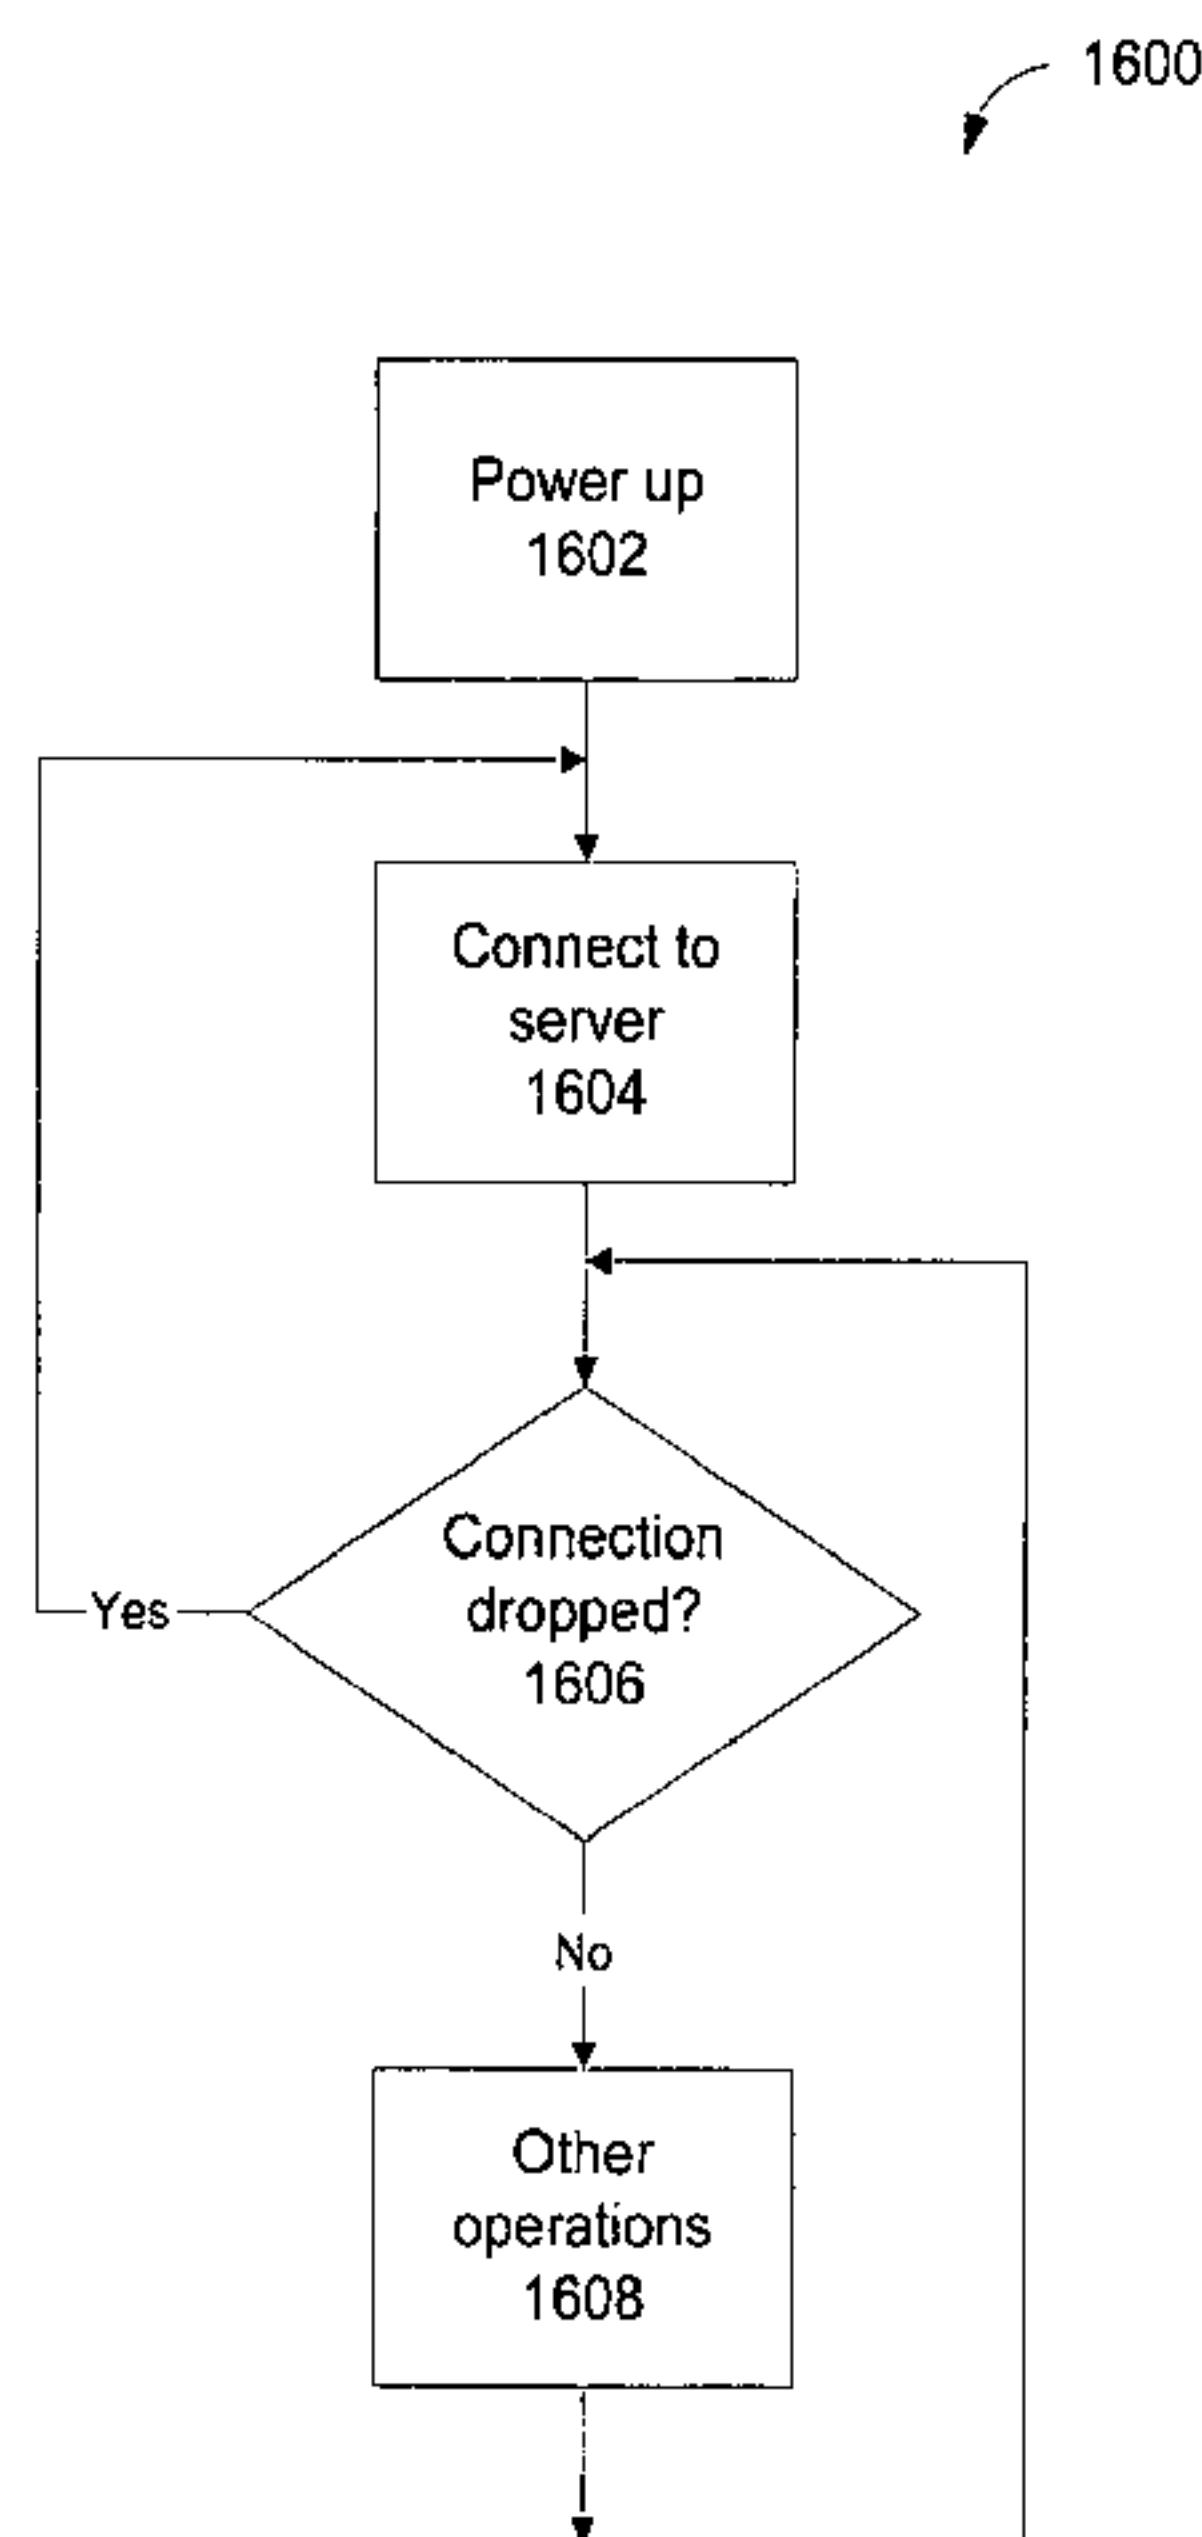 1600
Power up
1602
Connect to
server
1604
Connection
dropped?
1606
Yes
No
Other
operations
1608